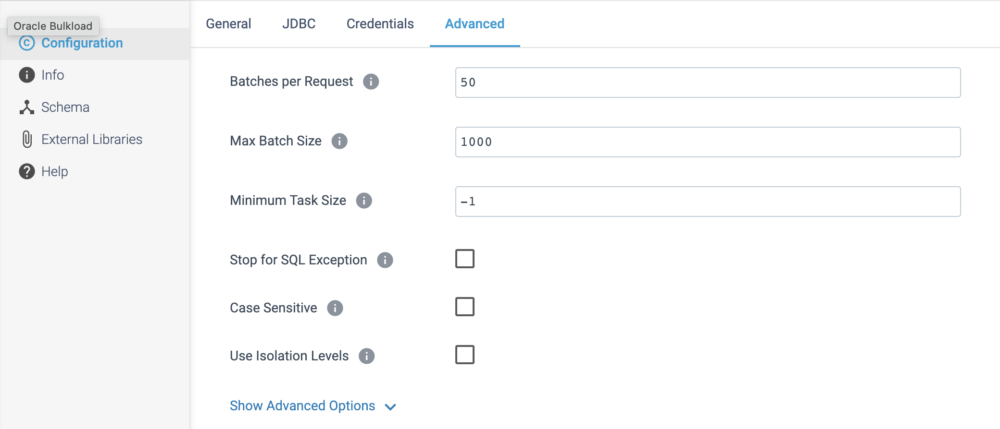 Oracle Bulkload
Configuration
Info
Schema
External Libraries
Help
General JDBC Credentials Advanced
Batches per Request 50
Max Batch Size 1000
Minimum Task Size -1
Stop for SQL Exception
Case Sensitive
Use Isolation Levels
Show Advanced Options